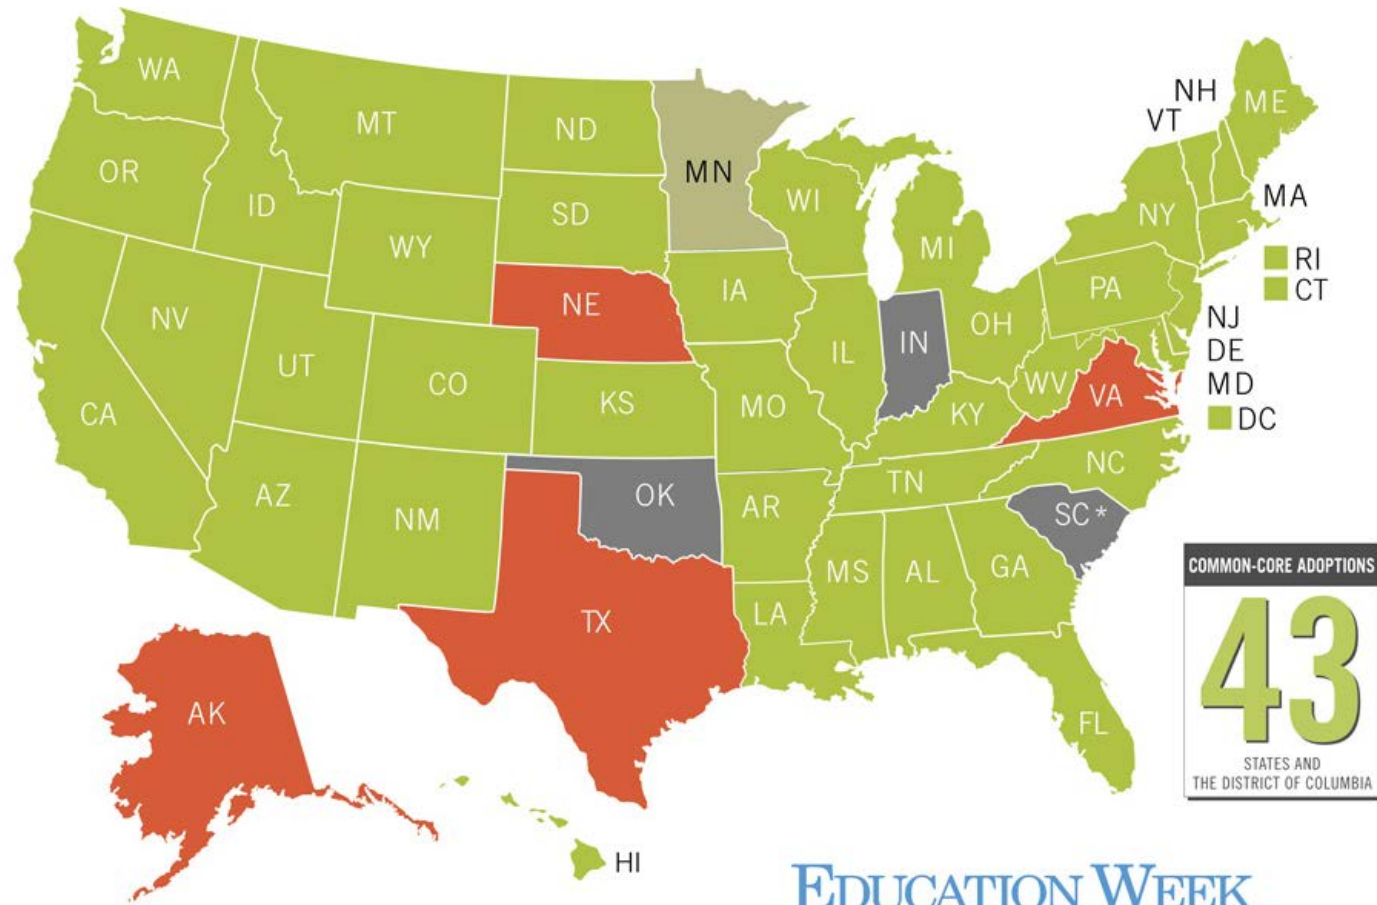 WA
MT
ND
MN
OR
ID
SD
WI
WY
MI
NY
VT
NH
ME
MA
RI
CT
NE
IA
PA
NV
UT
CO
IL
IN
OH
NJ
DE
MD
DC
CA
KS
MO
WV
VA
KY
AZ
NM
OK
AR
TN
NC
SC*
MS
AL
GA
LA
TX
FL
AK
HI
COMMON-CORE ADOPTIONS
43
STATES AND
THE DISTRICT OF COLUMBIA
EDUCATION WEEK